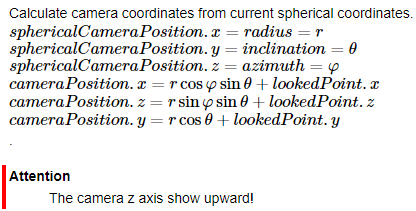 Calculate camera coordinates from current spherical coordinates.
sphericalCameraPosition.x = radius = r
sphericalCameraPosition.y = inclination = θ
sphericalCameraPosition.z = azimuth = φ
cameraPosition.x = r cos φ sin θ + lookedPoint.x
cameraPosition.z = r sin φ sin θ + lookedPoint.z
cameraPosition.y = r cos θ + lookedPoint.y
.
Attention
The camera z axis show upward!